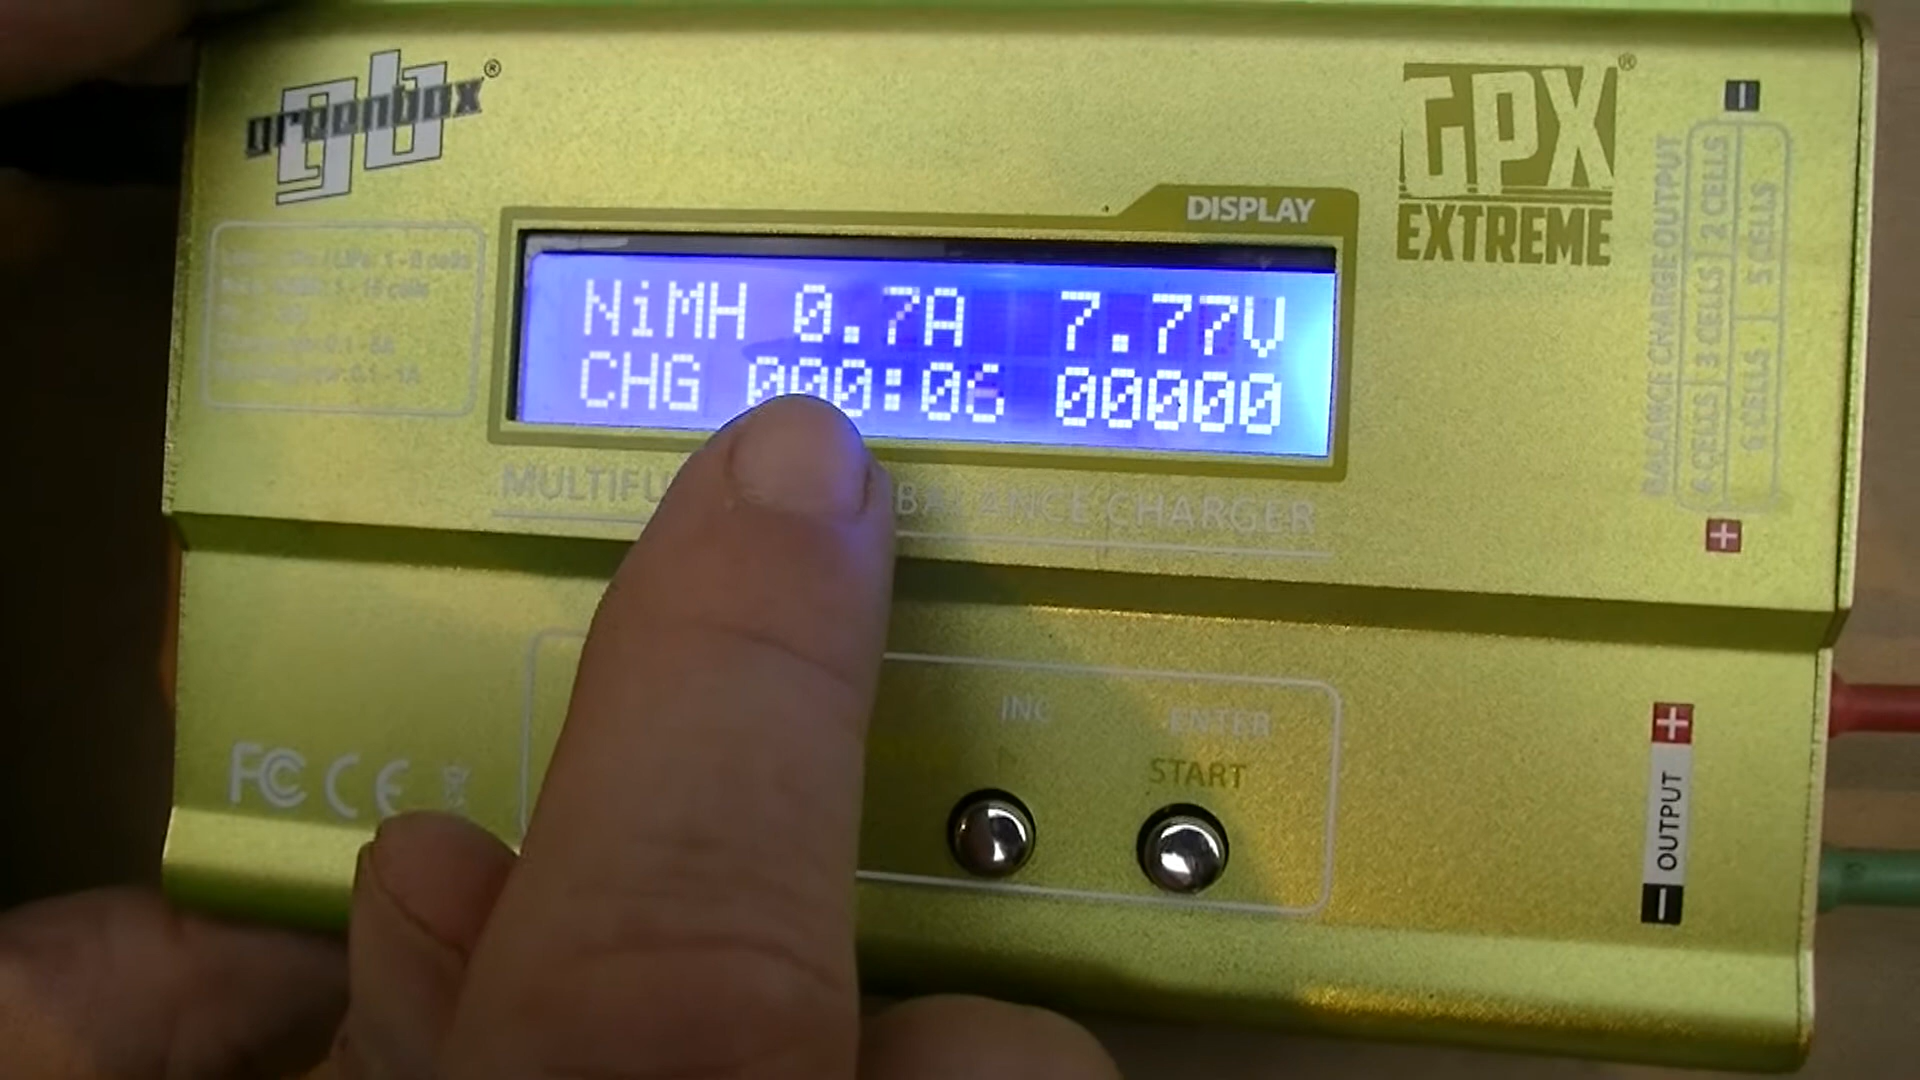 greenbox®
gb
GPX®
EXTREME
DISPLAY
NiMH 0.7A 7.77V
CHG 000:06 00000
BALANCE CHARGER
BALANCE CHARGE OUTPUT
4 CELLS | 3 CELLS | 2 CELLS
6 CELLS | 5 CELLS
INC
ENTER
START
FC CE
OUTPUT